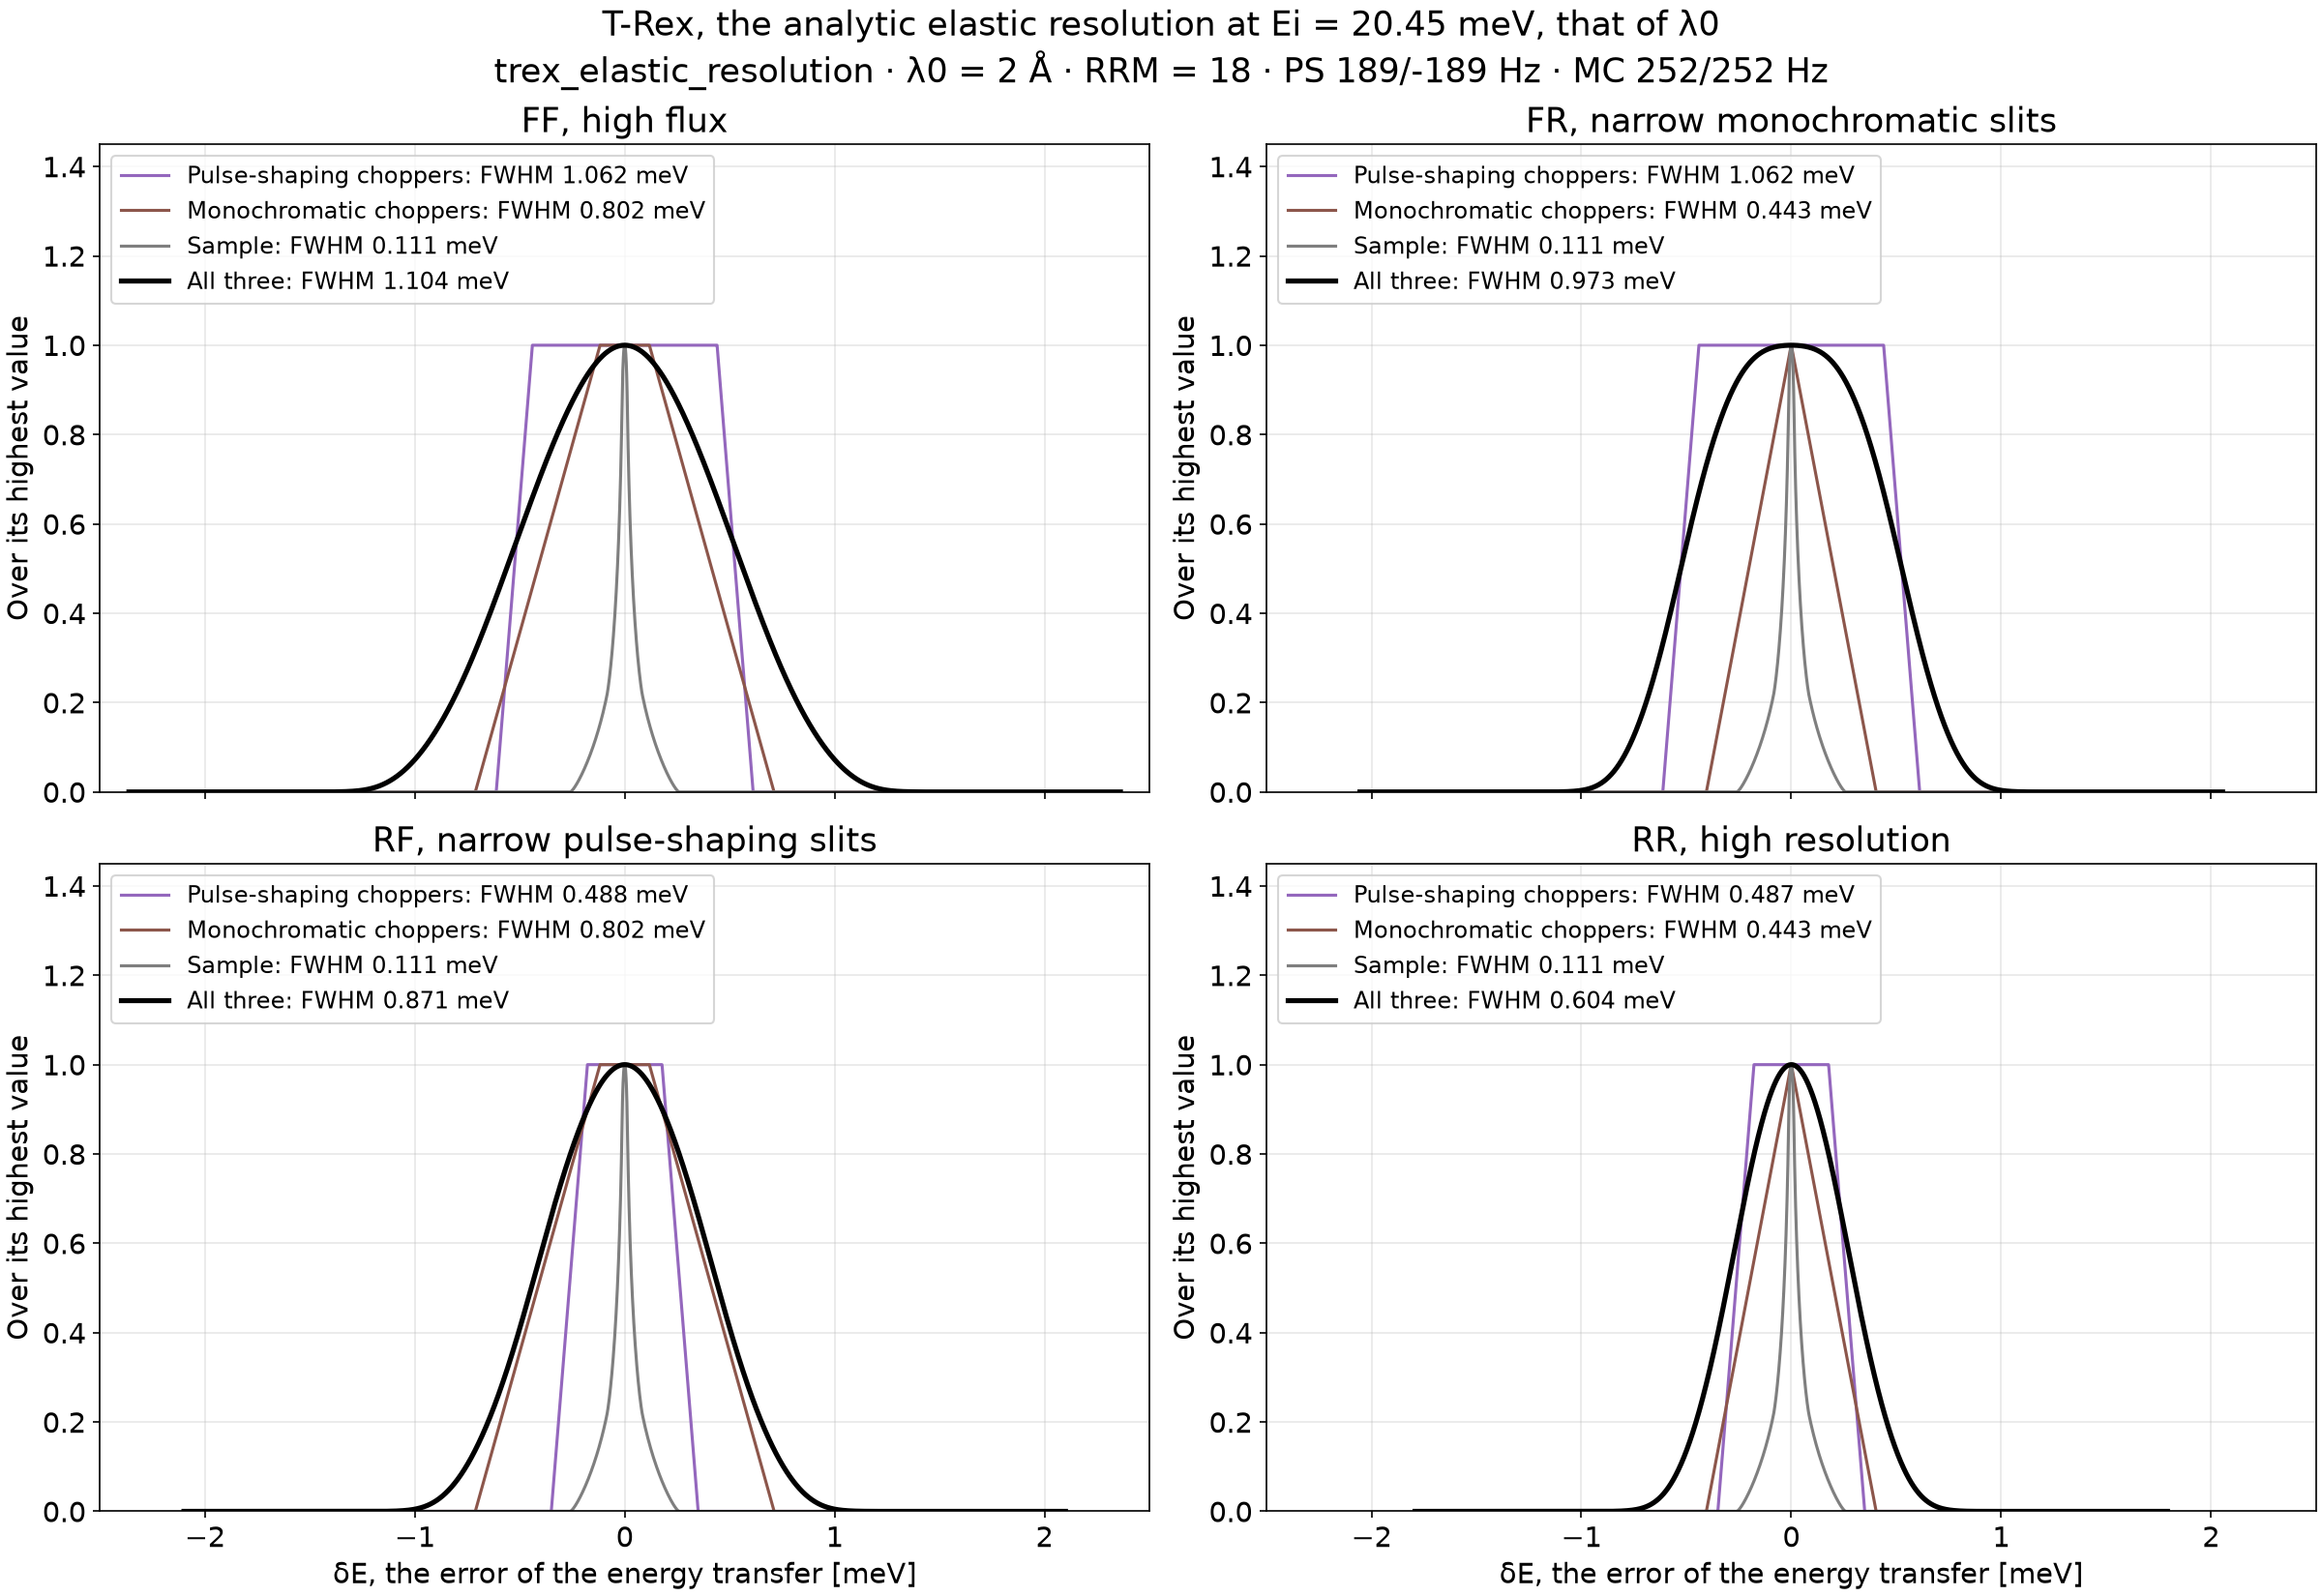 T-Rex, the analytic elastic resolution at Ei = 20.45 meV, that of λ0
trex_elastic_resolution · λ0 = 2 Å · RRM = 18 · PS 189/-189 Hz · MC 252/252 Hz
FF, high flux
Pulse-shaping choppers: FWHM 1.062 meV
Monochromatic choppers: FWHM 0.802 meV
Sample: FWHM 0.111 meV
All three: FWHM 1.104 meV
1.4
1.2
1.0
0.8
0.6
0.4
0.2
0.0
Over its highest value
FR, narrow monochromatic slits
Pulse-shaping choppers: FWHM 1.062 meV
Monochromatic choppers: FWHM 0.443 meV
Sample: FWHM 0.111 meV
All three: FWHM 0.973 meV
1.4
1.2
1.0
0.8
0.6
0.4
0.2
0.0
Over its highest value
RF, narrow pulse-shaping slits
Pulse-shaping choppers: FWHM 0.488 meV
Monochromatic choppers: FWHM 0.802 meV
Sample: FWHM 0.111 meV
All three: FWHM 0.871 meV
1.4
1.2
1.0
0.8
0.6
0.4
0.2
0.0
Over its highest value
−2 −1 0 1 2
δE, the error of the energy transfer [meV]
RR, high resolution
Pulse-shaping choppers: FWHM 0.487 meV
Monochromatic choppers: FWHM 0.443 meV
Sample: FWHM 0.111 meV
All three: FWHM 0.604 meV
1.4
1.2
1.0
0.8
0.6
0.4
0.2
0.0
Over its highest value
−2 −1 0 1 2
δE, the error of the energy transfer [meV]